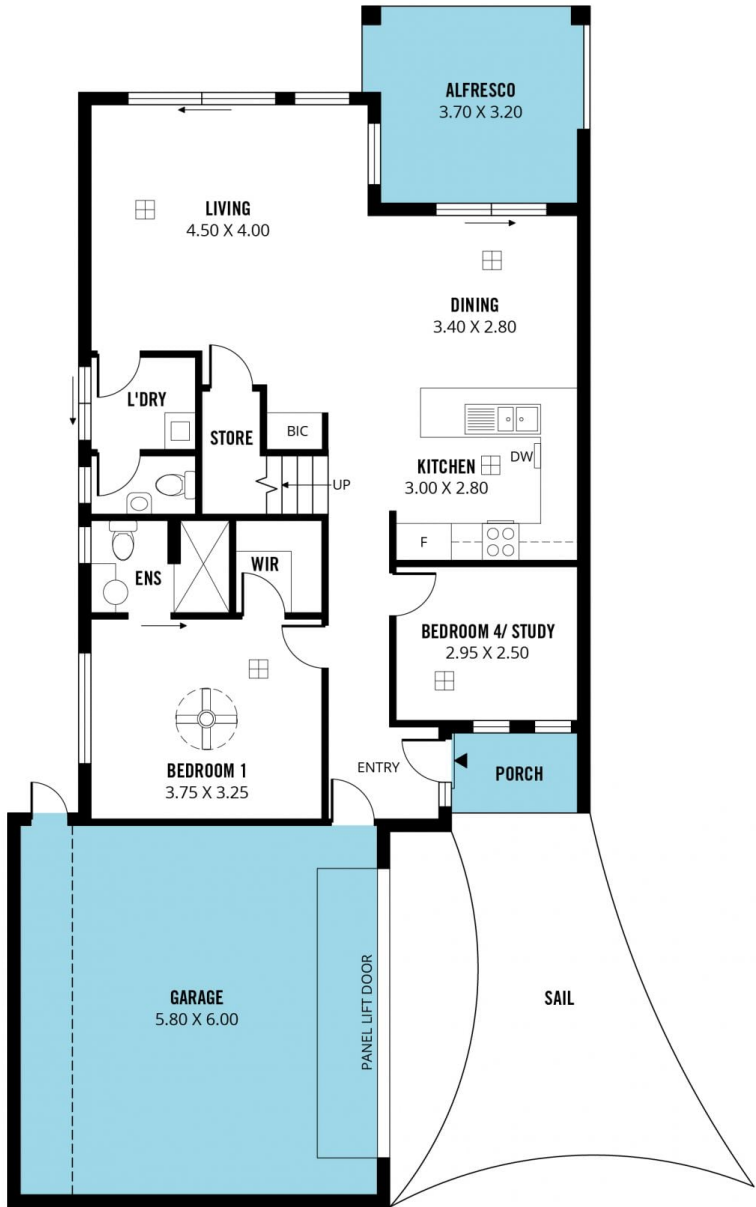 ALFRESCO
3.70 X 3.20
LIVING
4.50 X 4.00
DINING
3.40 X 2.80
L'DRY
STORE
BIC
KITCHEN
3.00 X 2.80
DW
UP
F
ENS
WIR
BEDROOM 4/ STUDY
2.95 X 2.50
BEDROOM 1
3.75 X 3.25
ENTRY
PORCH
GARAGE
5.80 X 6.00
PANEL LIFT DOOR
SAIL